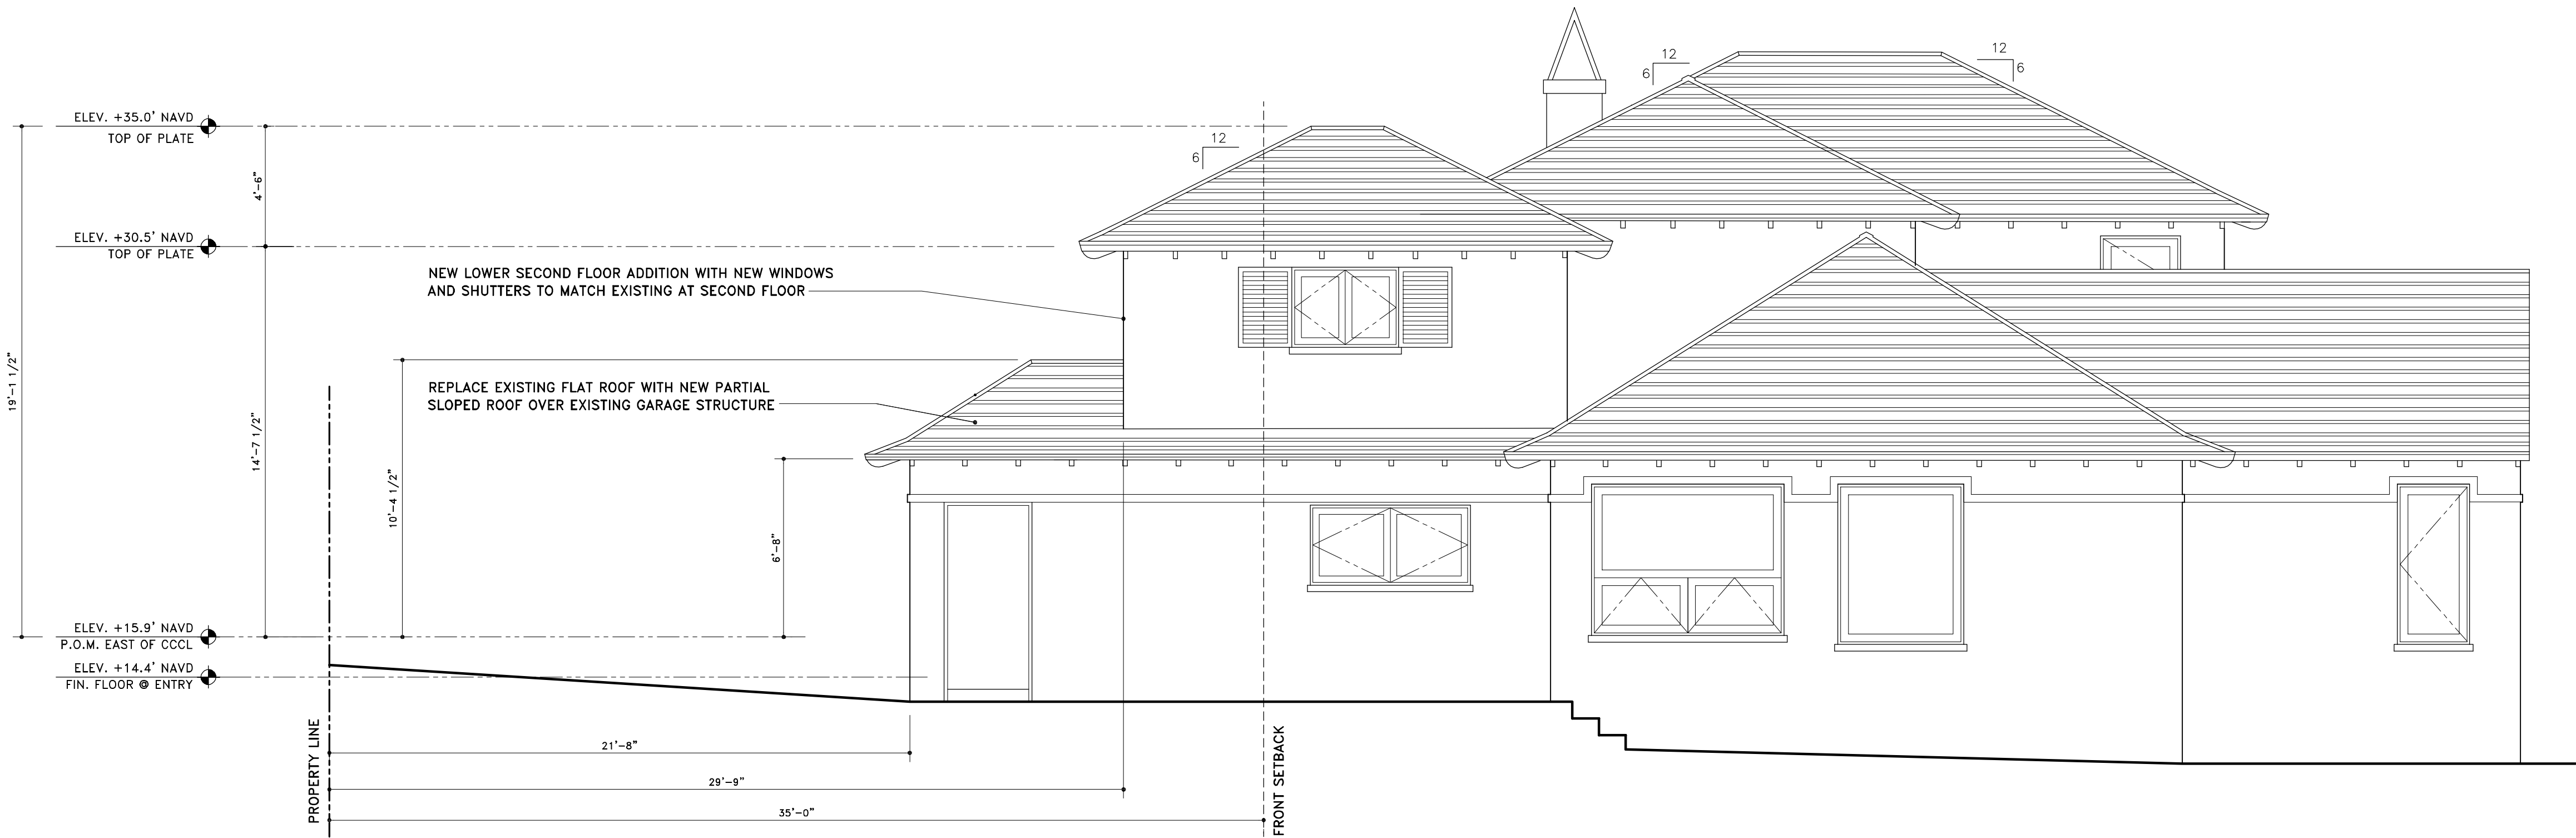 12
6
12
6
12
6
ELEV. +35.0' NAVD
TOP OF PLATE
4'-6"
ELEV. +30.5' NAVD
TOP OF PLATE
NEW LOWER SECOND FLOOR ADDITION WITH NEW WINDOWS
AND SHUTTERS TO MATCH EXISTING AT SECOND FLOOR
19'-1 1/2"
14'-7 1/2"
REPLACE EXISTING FLAT ROOF WITH NEW PARTIAL
SLOPED ROOF OVER EXISTING GARAGE STRUCTURE
10'-4 1/2"
6'-8"
ELEV. +15.9' NAVD
P.O.M. EAST OF CCCL
ELEV. +14.4' NAVD
FIN. FLOOR @ ENTRY
PROPERTY LINE
21'-8"
29'-9"
35'-0"
FRONT SETBACK